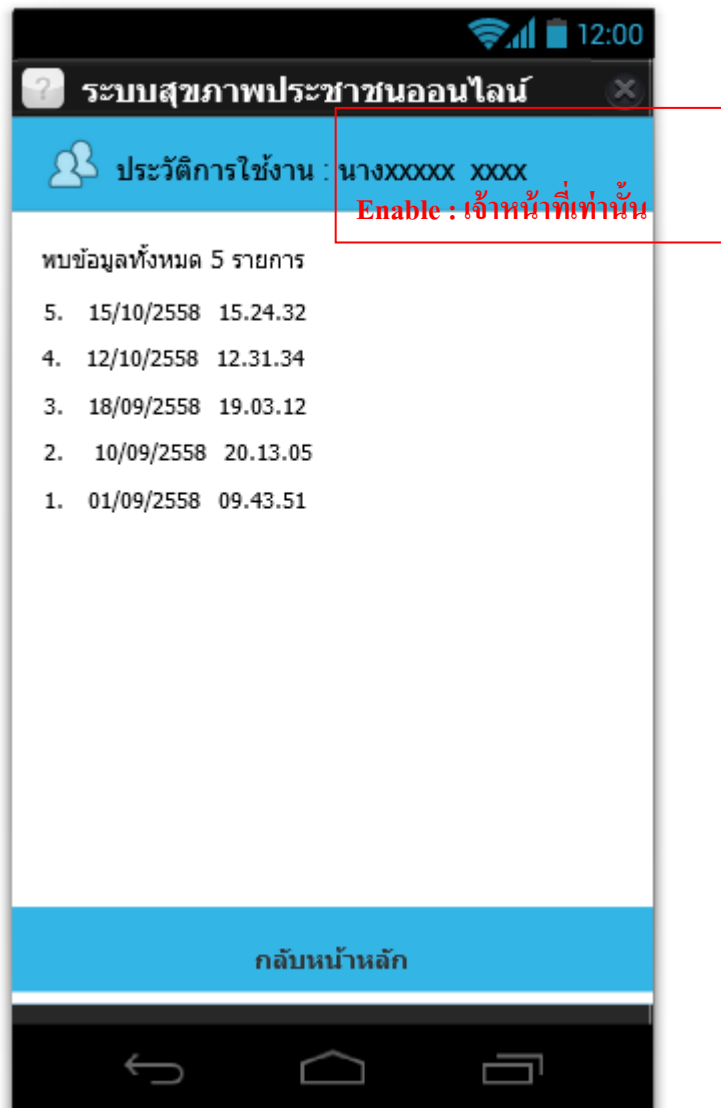 12:00
ระบบสุขภาพประชาชนออนไลน์
ประวัติการใช้งาน : นางxxxxx xxxx
Enable : เจ้าหน้าที่เท่านั้น
พบข้อมูลทั้งหมด 5 รายการ
5. 15/10/2558 15.24.32
4. 12/10/2558 12.31.34
3. 18/09/2558 19.03.12
2. 10/09/2558 20.13.05
1. 01/09/2558 09.43.51
กลับหน้าหลัก